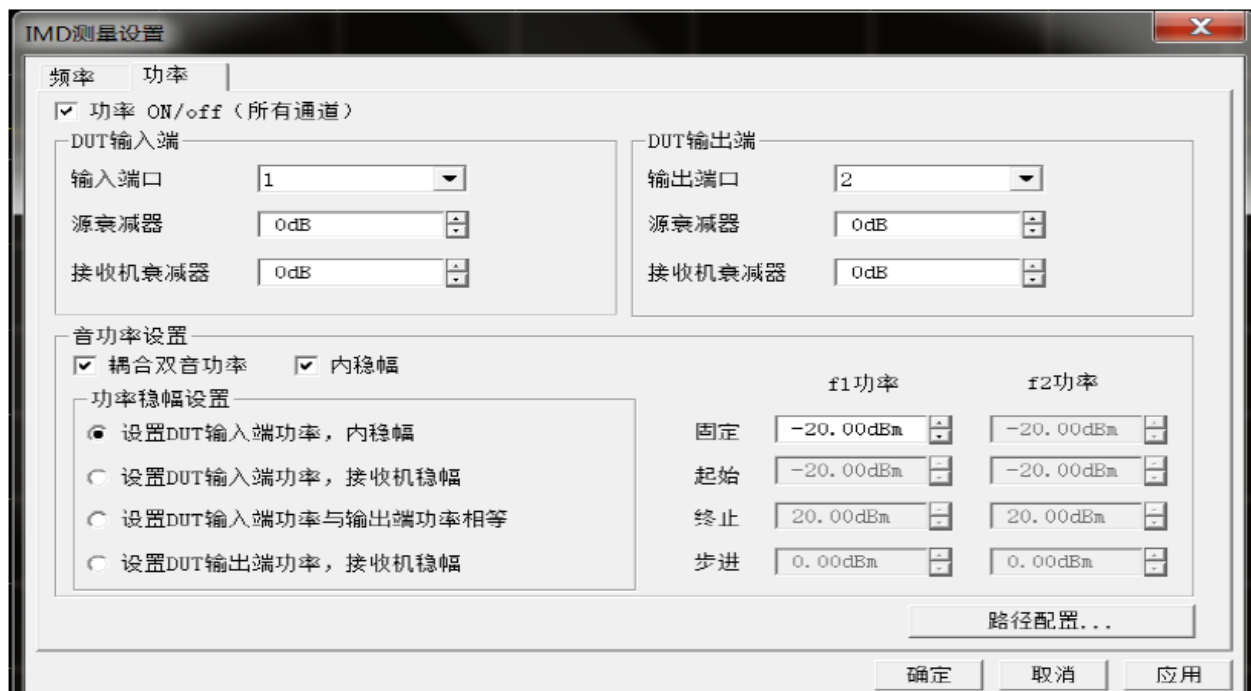 IMD测量设置
频率 功率
功率 ON/off（所有通道）
DUT输入端
输入端口 1
源衰减器 0dB
接收机衰减器 0dB
DUT输出端
输出端口 2
源衰减器 0dB
接收机衰减器 0dB
音功率设置
耦合双音功率 内稳幅
功率稳幅设置
设置DUT输入端功率，内稳幅
设置DUT输入端功率，接收机稳幅
设置DUT输入端功率与输出端功率相等
设置DUT输出端功率，接收机稳幅
f1功率 f2功率
固定 -20.00dBm -20.00dBm
起始 -20.00dBm -20.00dBm
终止 20.00dBm 20.00dBm
步进 0.00dBm 0.00dBm
路径配置...
确定 取消 应用